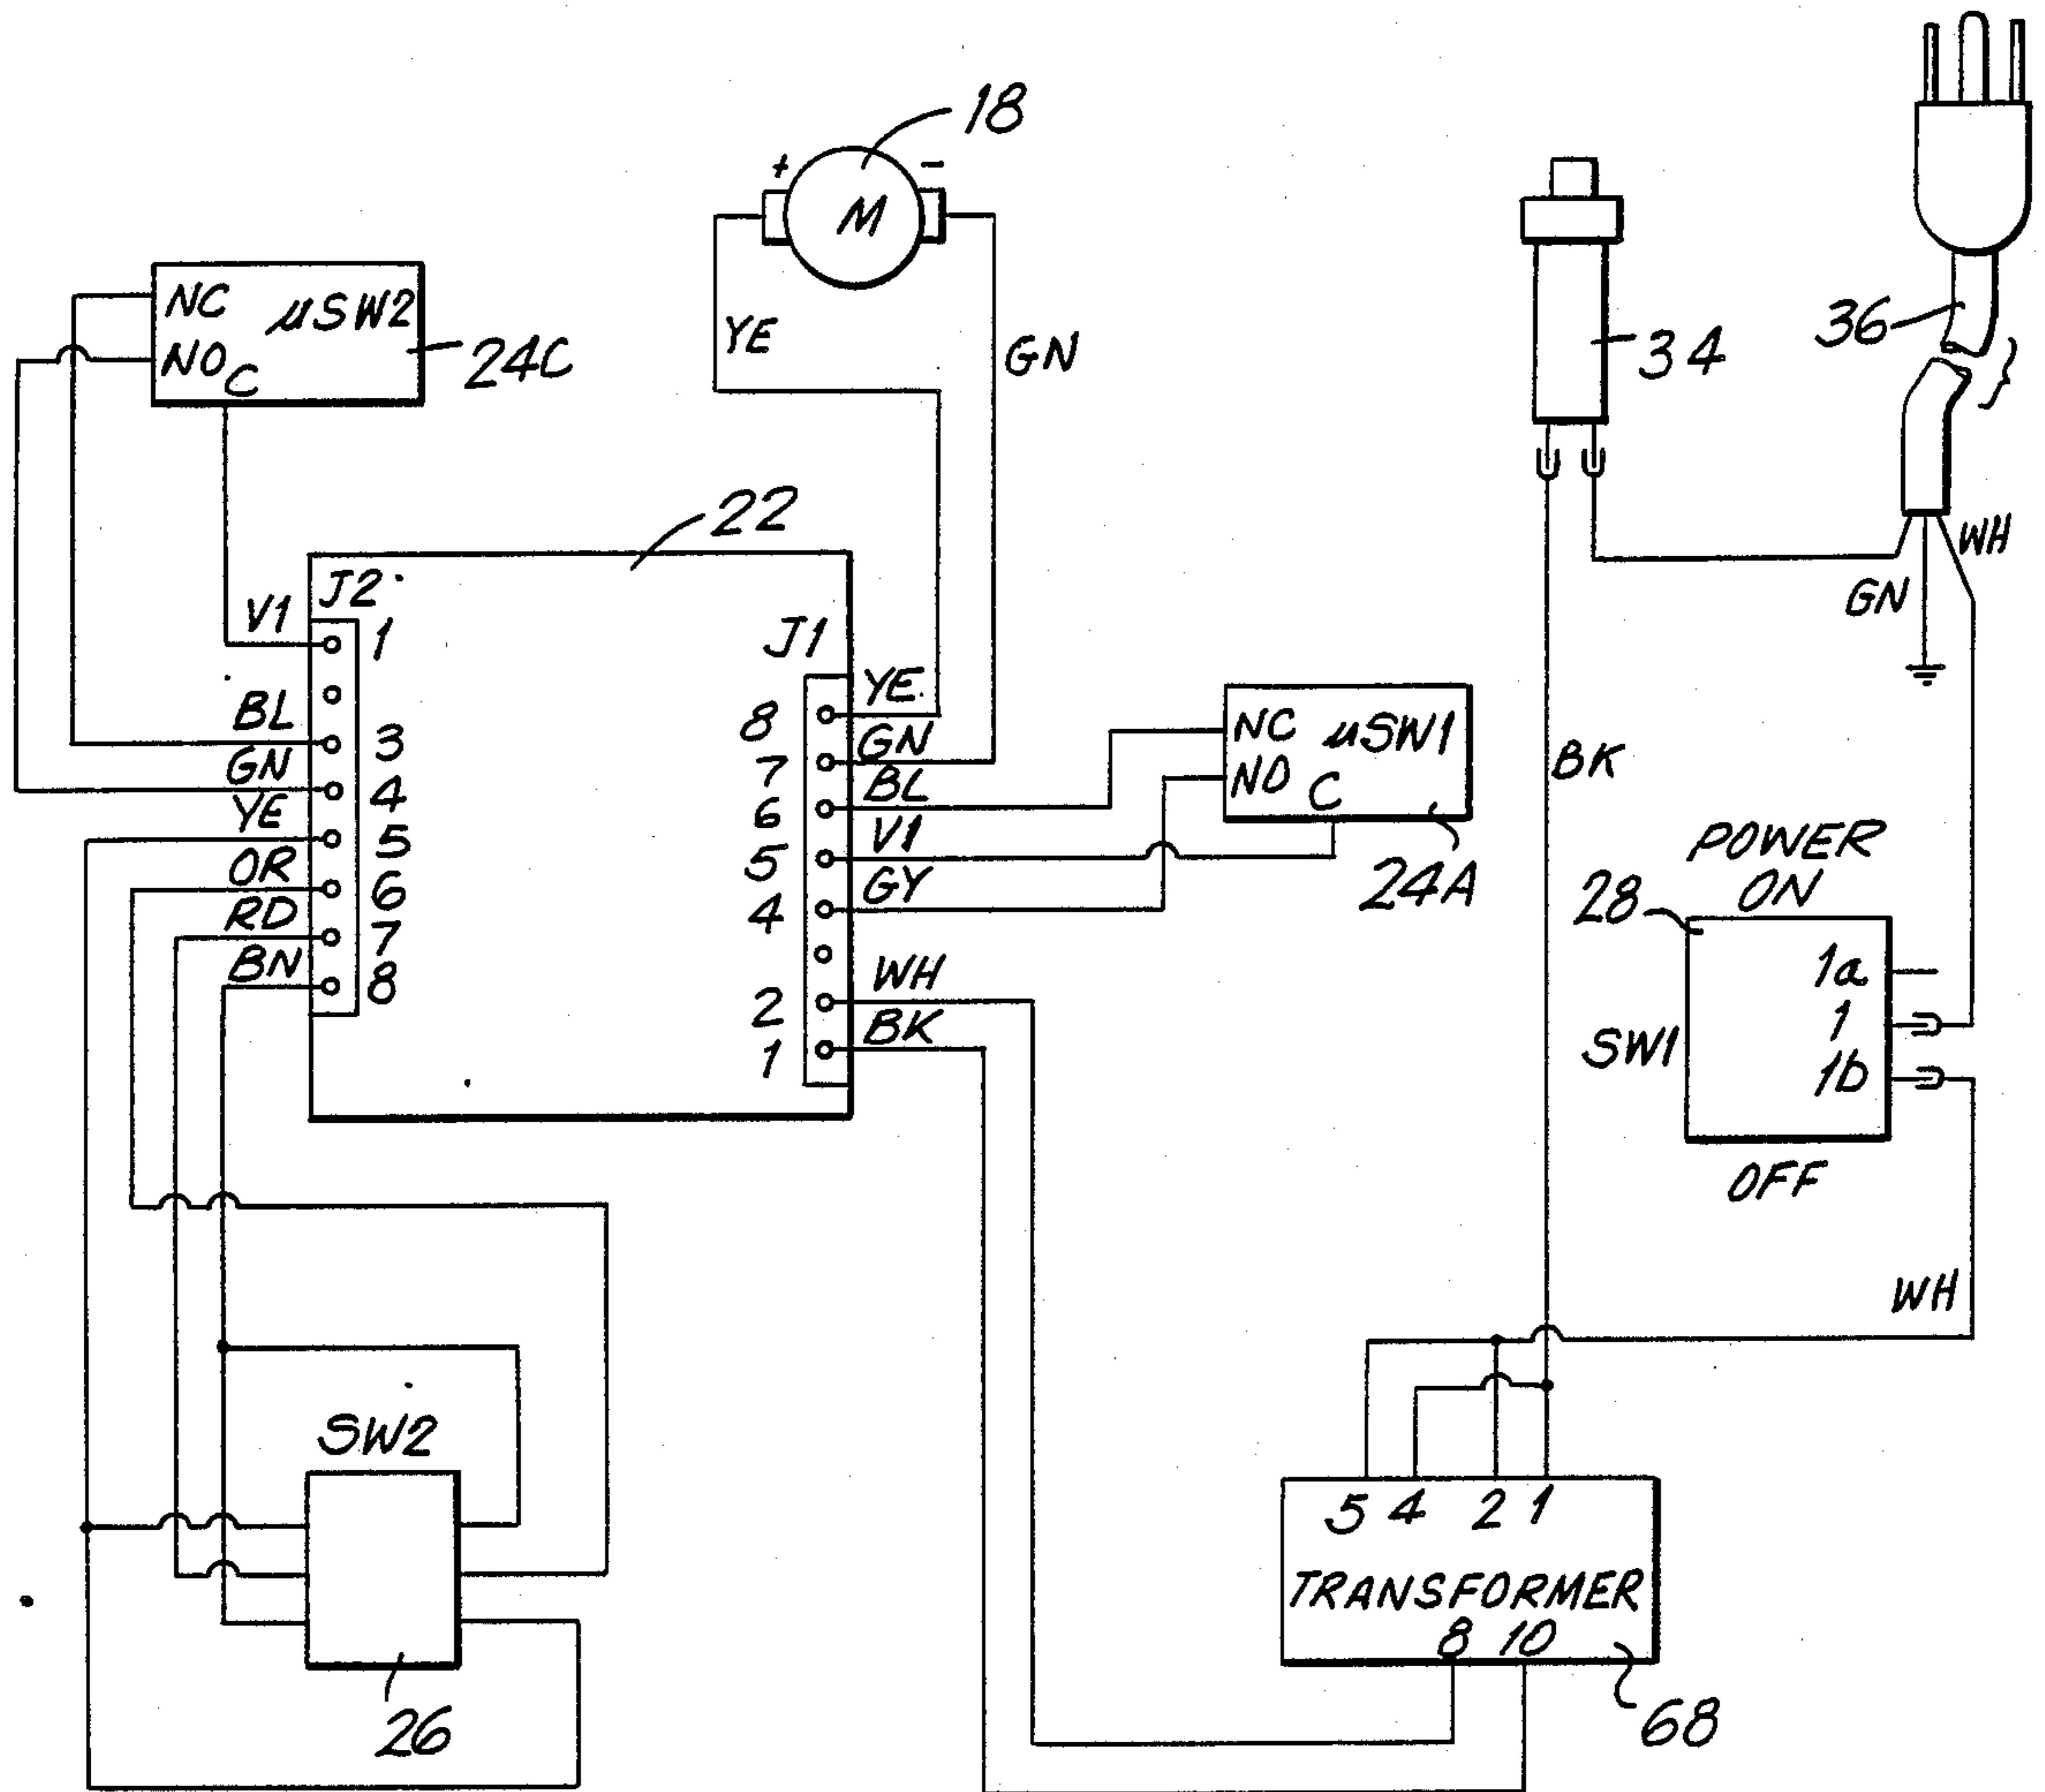 18
+
-
M
YE
GN
NC
µSW2
NO
C
24C
34
36
WH
GN
22
J2
V1
1
BL
3
GN
4
YE
5
OR
6
RD
7
BN
8
J1
8
YE
7
GN
6
BL
5
V1
4
GY
2
WH
1
BK
NC
µSW1
NO
C
24A
BK
POWER
ON
28
1a
1
SW1
1b
OFF
WH
SW2
26
5 4 2 1
TRANSFORMER
8 10
68